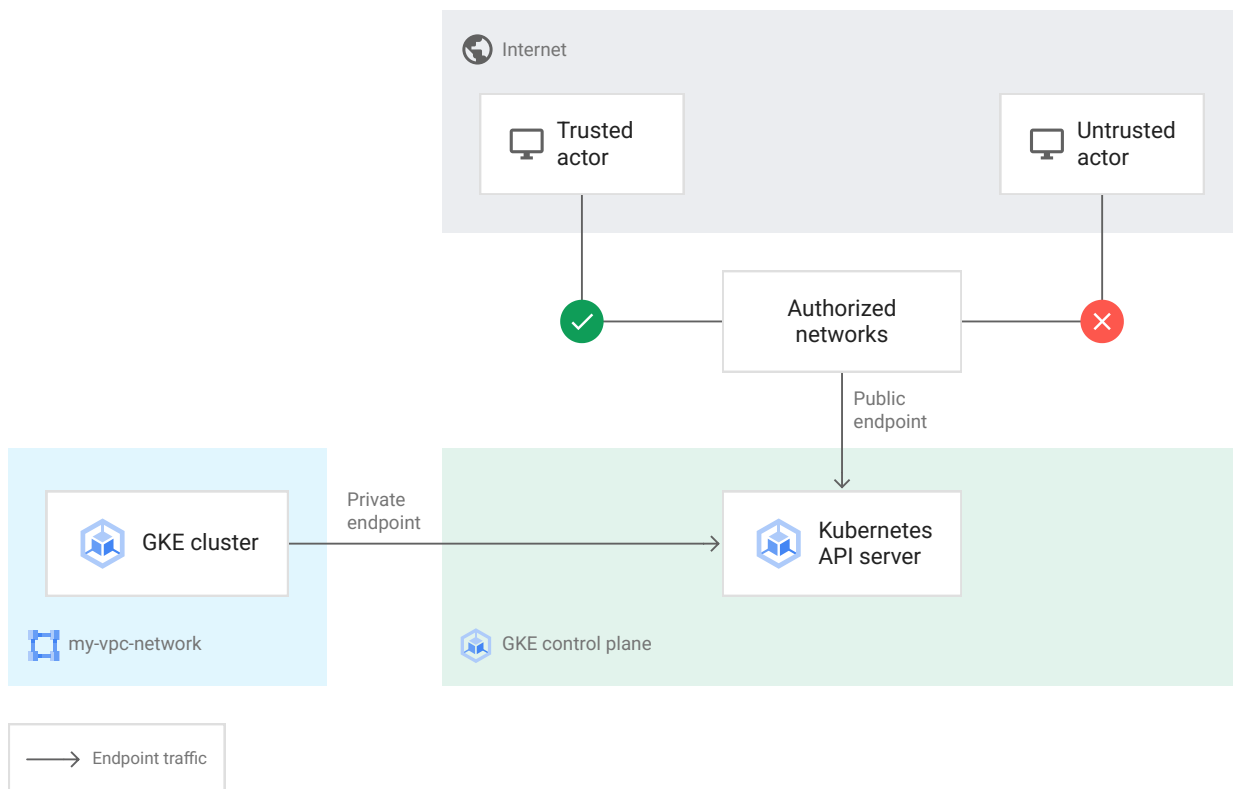 Internet
Trusted
actor
Untrusted
actor
Authorized
networks
Public
endpoint
Private
endpoint
GKE cluster
Kubernetes
API server
my-vpc-network
GKE control plane
Endpoint traffic